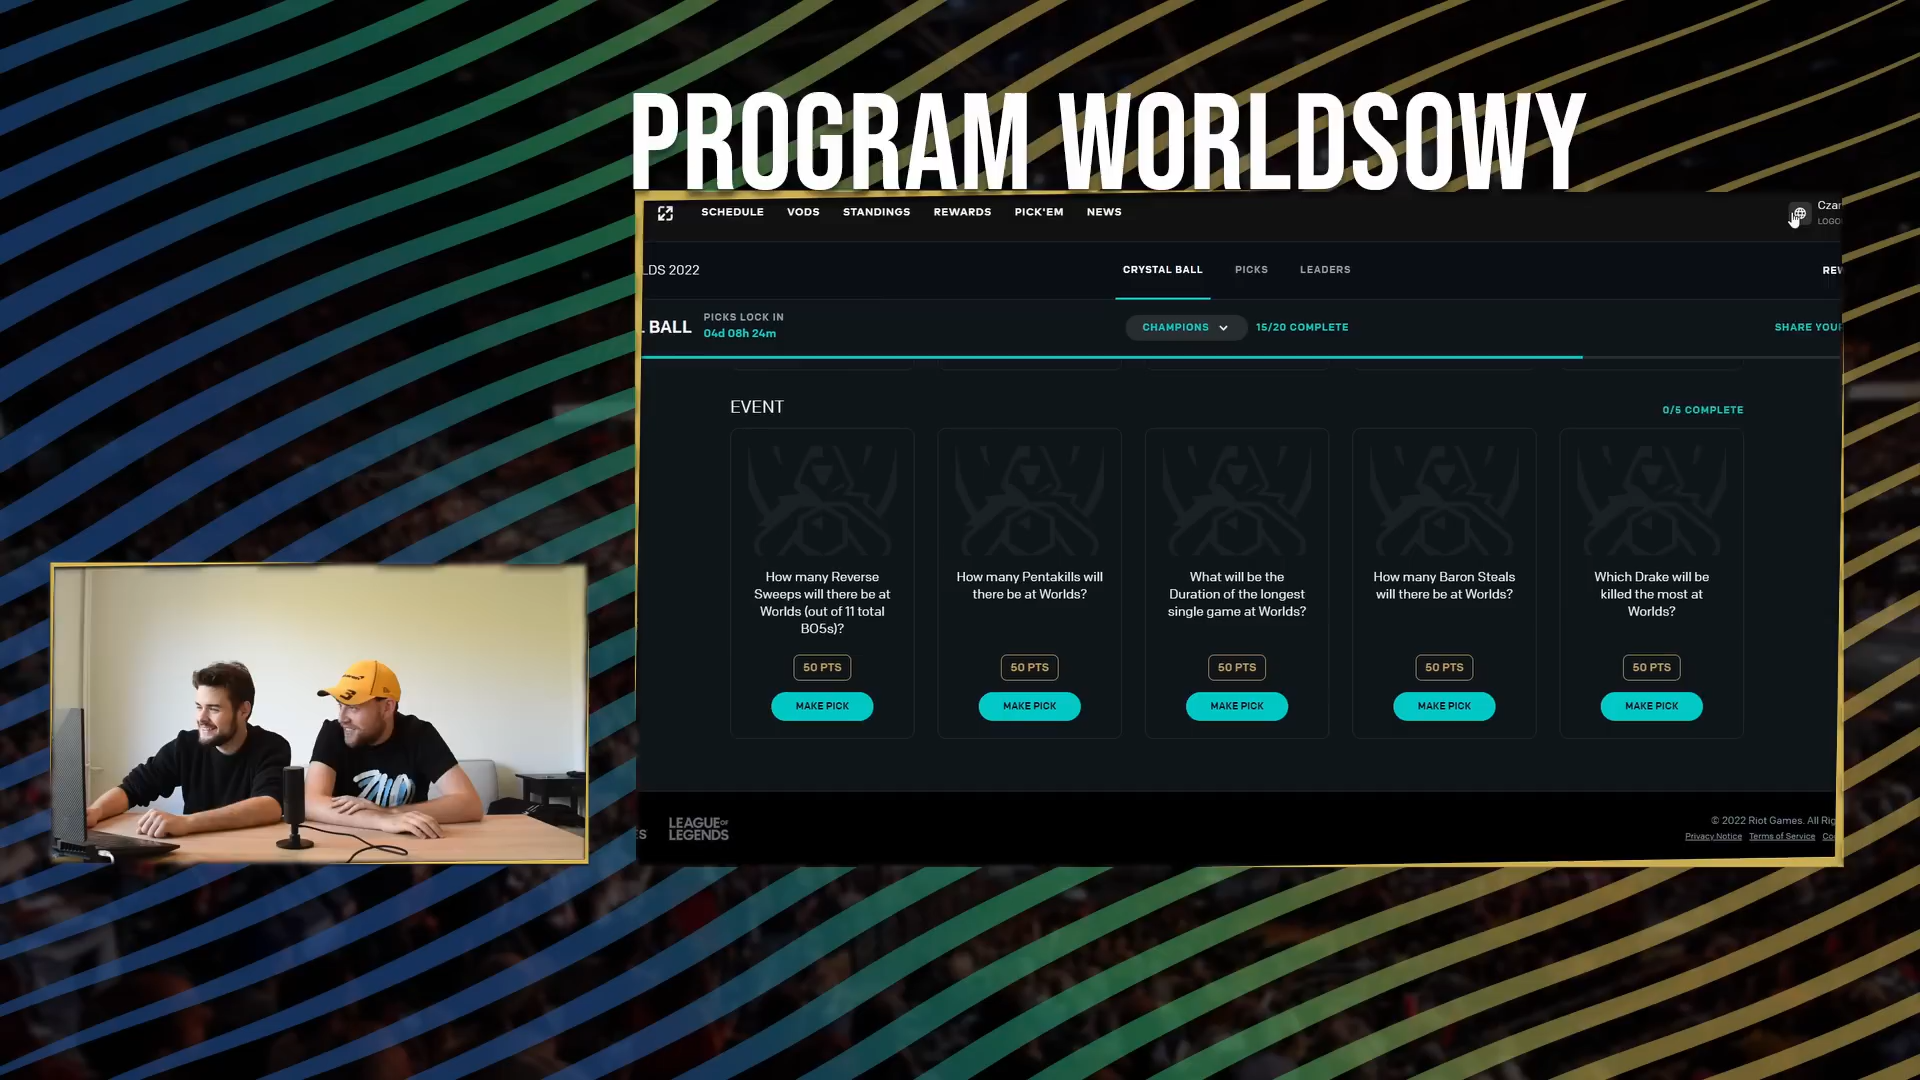 PROGRAM WORLDSOWY
SCHEDULE VODS STANDINGS REWARDS PICK'EM NEWS
LDS 2022
CRYSTAL BALL PICKS LEADERS
BALL
PICKS LOCK IN
04d 08h 24m
CHAMPIONS
15/20 COMPLETE
SHARE YOUR
EVENT
0/5 COMPLETE
How many Reverse
Sweeps will there be at
Worlds (out of 11 total
BO5s)?
50 PTS
MAKE PICK
How many Pentakills will
there be at Worlds?
50 PTS
MAKE PICK
What will be the
Duration of the longest
single game at Worlds?
50 PTS
MAKE PICK
How many Baron Steals
will there be at Worlds?
50 PTS
MAKE PICK
Which Drake will be
killed the most at
Worlds?
50 PTS
MAKE PICK
LEAGUE OF
LEGENDS
© 2022 Riot Games. All Rig
Privacy Notice Terms of Service